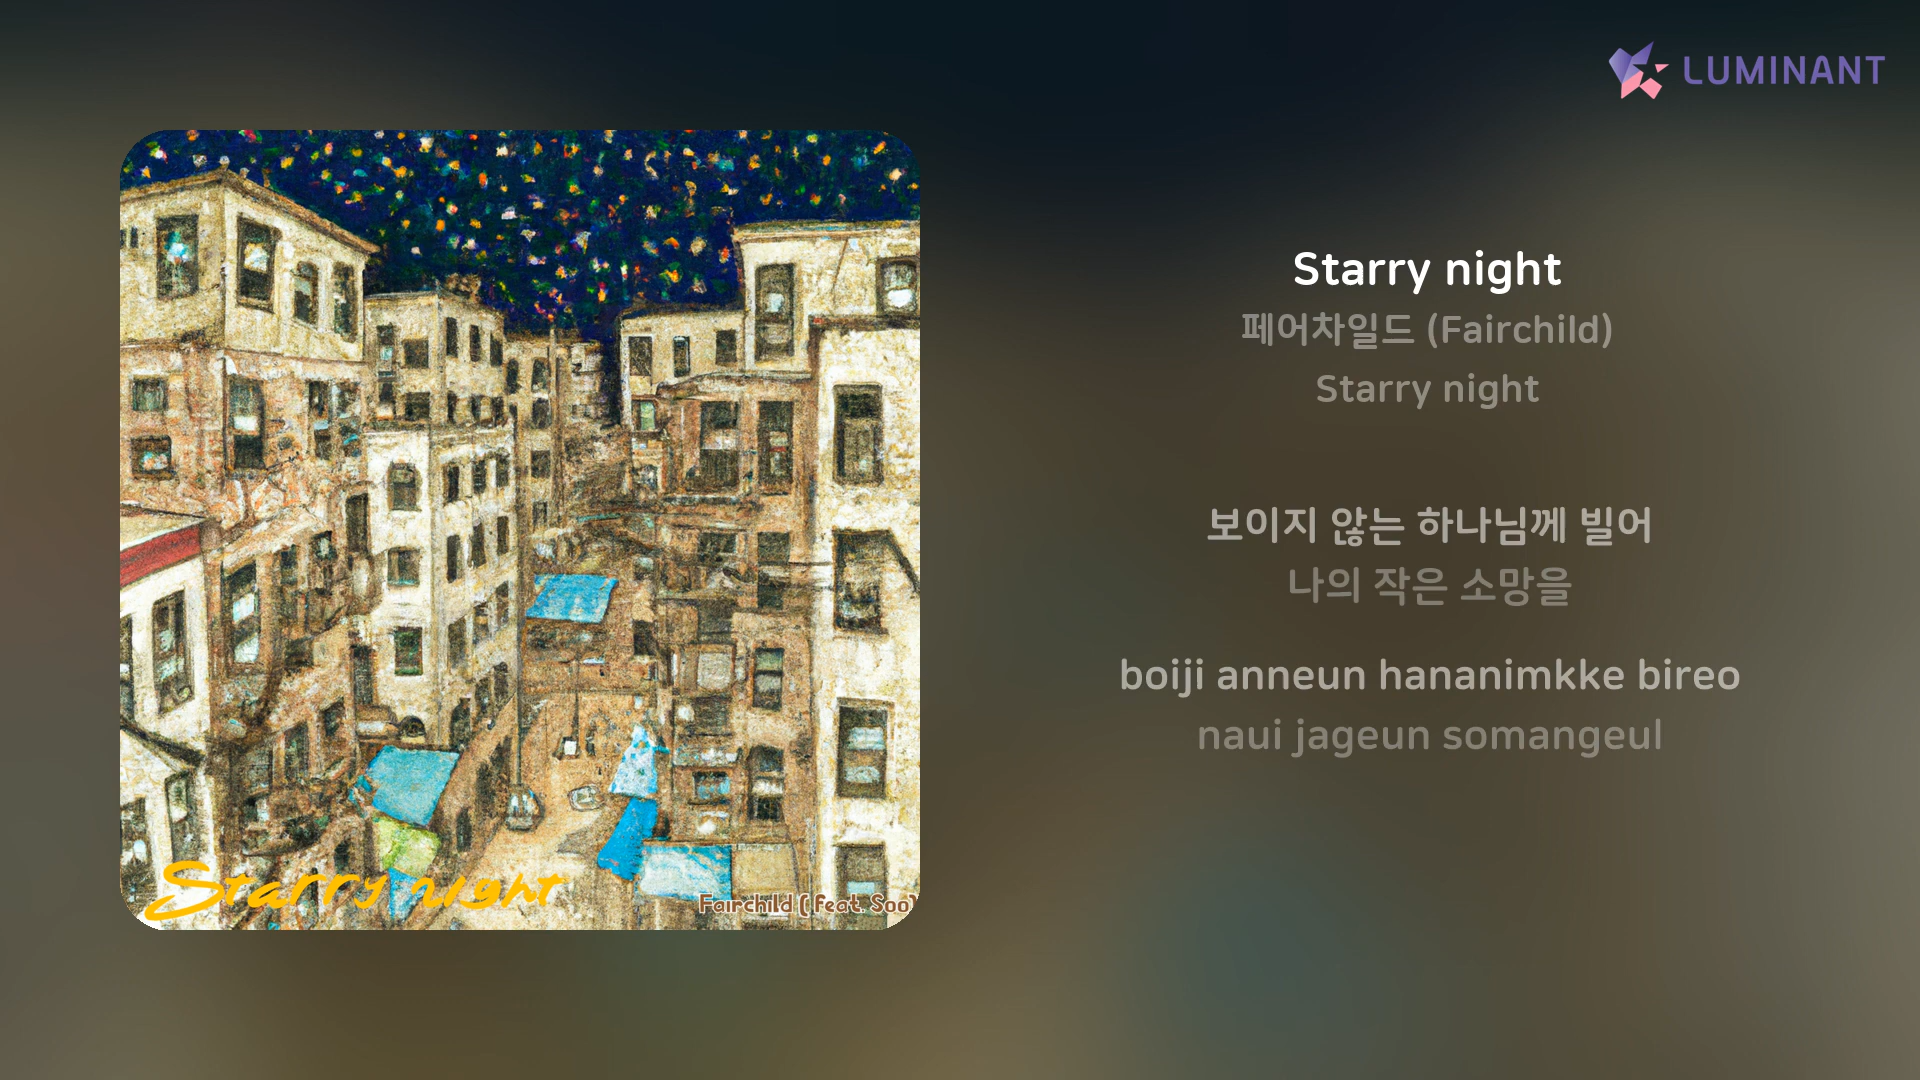 LUMINANT
Starry night
페어차일드 (Fairchild)
Starry night
보이지 않는 하나님께 빌어
나의 작은 소망을
boiji anneun hananimkke bireo
naui jageun somangeul
Starry night
Fairchild ( feat. Soo)